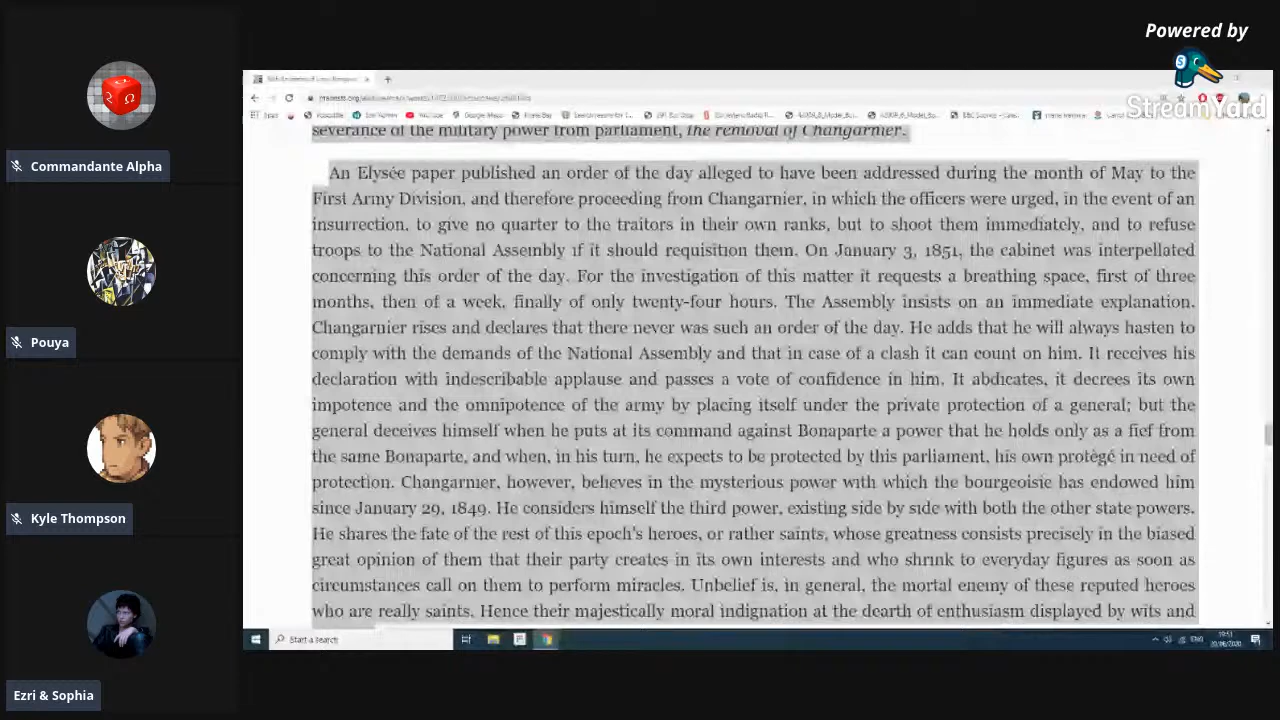 Powered by
StreamYard
Commandante Alpha
Pouya
Kyle Thompson
Ezri & Sophia
severance of the military power from parliament, the removal of Changarnier.
An Elysée paper published an order of the day alleged to have been addressed during the month of May to the
First Army Division, and therefore proceeding from Changarnier, in which the officers were urged, in the event of an
insurrection, to give no quarter to the traitors in their own ranks, but to shoot them immediately, and to refuse
troops to the National Assembly if it should requisition them. On January 3, 1851, the cabinet was interpellated
concerning this order of the day. For the investigation of this matter it requests a breathing space, first of three
months, then of a week, finally of only twenty-four hours. The Assembly insists on an immediate explanation.
Changarnier rises and declares that there never was such an order of the day. He adds that he will always hasten to
comply with the demands of the National Assembly and that in case of a clash it can count on him. It receives his
declaration with indescribable applause and passes a vote of confidence in him. It abdicates, it decrees its own
impotence and the omnipotence of the army by placing itself under the private protection of a general; but the
general deceives himself when he puts at its command against Bonaparte a power that he holds only as a fief from
the same Bonaparte, and when, in his turn, he expects to be protected by this parliament, his own protégé in need of
protection. Changarnier, however, believes in the mysterious power with which the bourgeoisie has endowed him
since January 29, 1849. He considers himself the third power, existing side by side with both the other state powers.
He shares the fate of the rest of this epoch's heroes, or rather saints, whose greatness consists precisely in the biased
great opinion of them that their party creates in its own interests and who shrink to everyday figures as soon as
circumstances call on them to perform miracles. Unbelief is, in general, the mortal enemy of these reputed heroes
who are really saints. Hence their majestically moral indignation at the dearth of enthusiasm displayed by wits and
Start a search
19:51